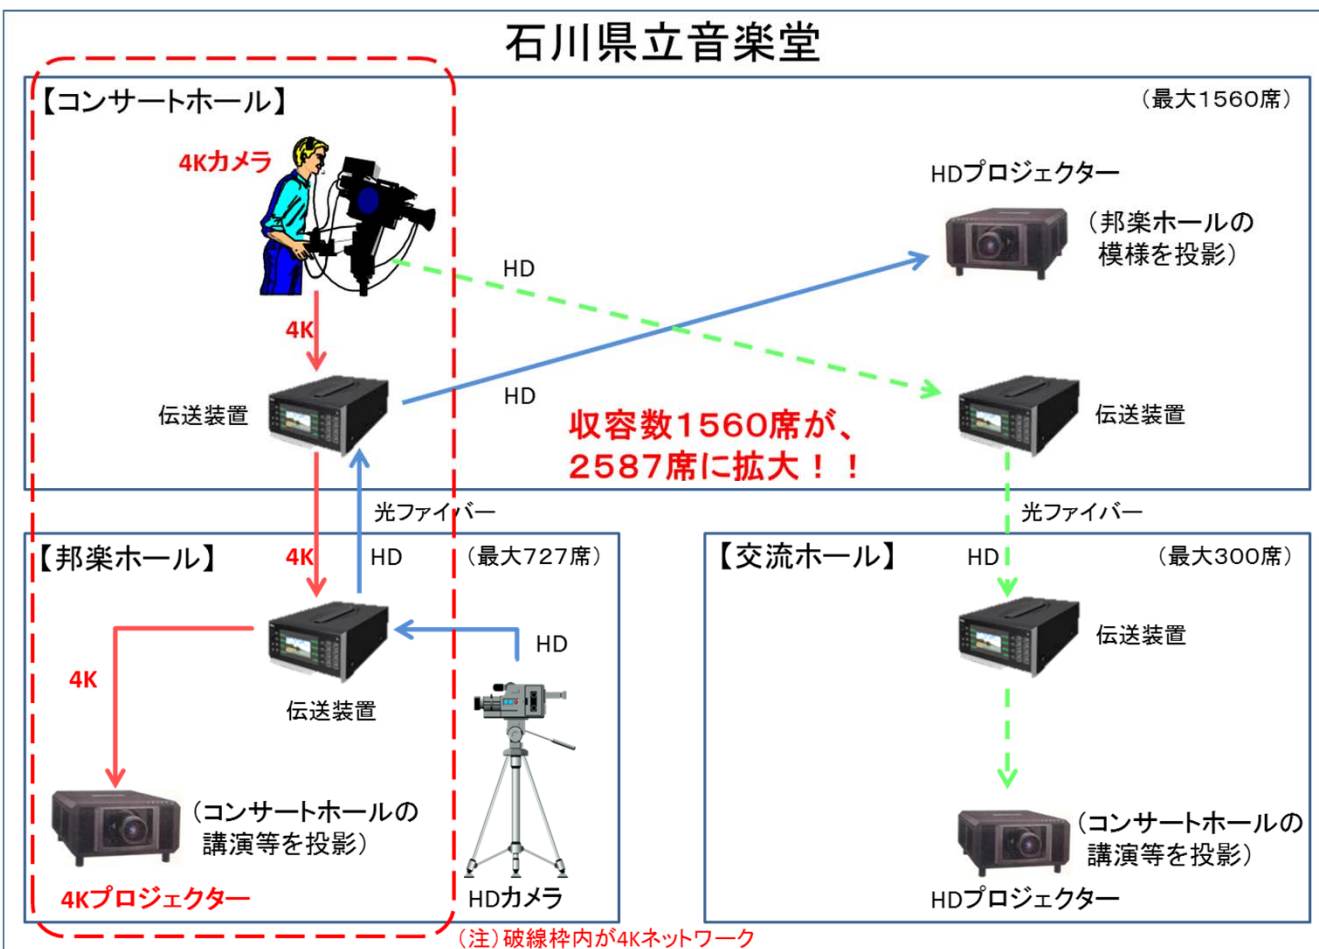 石川県立音楽堂
【コンサートホール】
(最大1560席)
4Kカメラ
HDプロジェクター
(邦楽ホールの
模様を投影)
HD
4K
HD
伝送装置
伝送装置
収容数1560席が、
2587席に拡大!!
光ファイバー
光ファイバー
【邦楽ホール】
4K
HD
(最大727席)
【交流ホール】
HD
(最大300席)
伝送装置
HD
4K
伝送装置
(コンサートホールの
講演等を投影)
4Kプロジェクター
HDカメラ
(コンサートホールの
講演等を投影)
HDプロジェクター
(注)破線枠内が4Kネットワーク